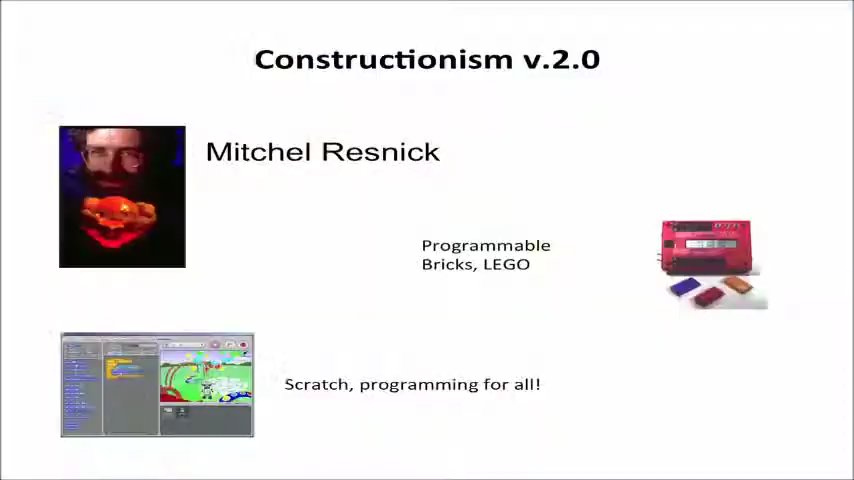 Constructionism v.2.0
Mitchel Resnick
Programmable
Bricks, LEGO
Scratch, programming for all!